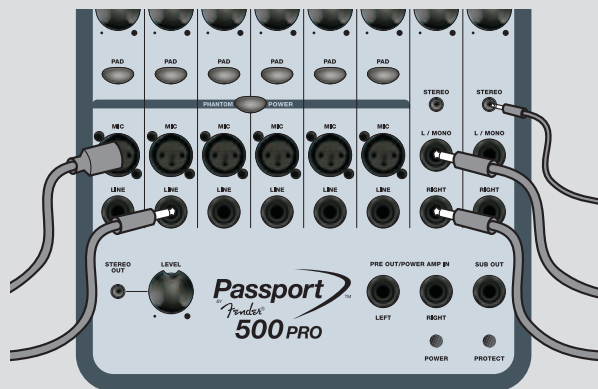 PAD PAD PAD PAD PAD PAD
STEREO STEREO
PHANTOM POWER
MIC MIC MIC MIC MIC MIC L / MONO L / MONO
LINE LINE LINE LINE LINE LINE RIGHT RIGHT
STEREO OUT
LEVEL
PRE OUT/POWER AMP IN SUB OUT
Passport™
BY Fender®
500 PRO
LEFT RIGHT
POWER PROTECT